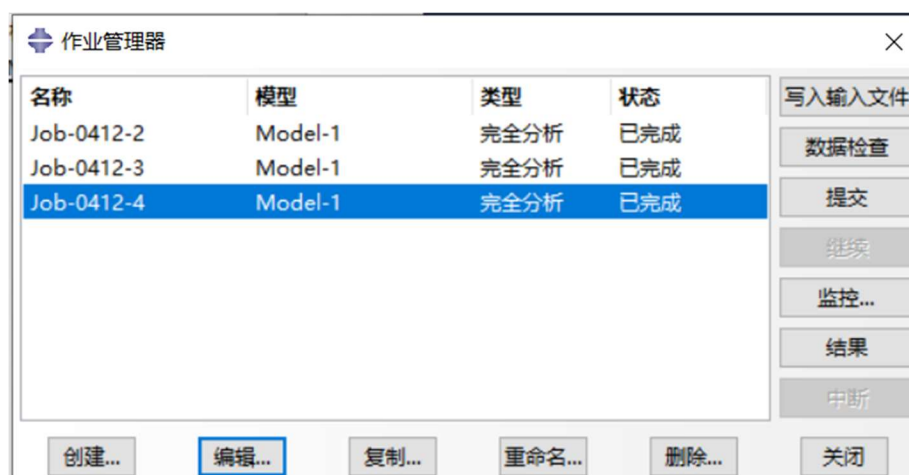 作业管理器
名称 模型 类型 状态
Job-0412-2 Model-1 完全分析 已完成
Job-0412-3 Model-1 完全分析 已完成
Job-0412-4 Model-1 完全分析 已完成
写入输入文件
数据检查
提交
继续
监控...
结果
中断
创建... 编辑... 复制... 重命名... 删除... 关闭